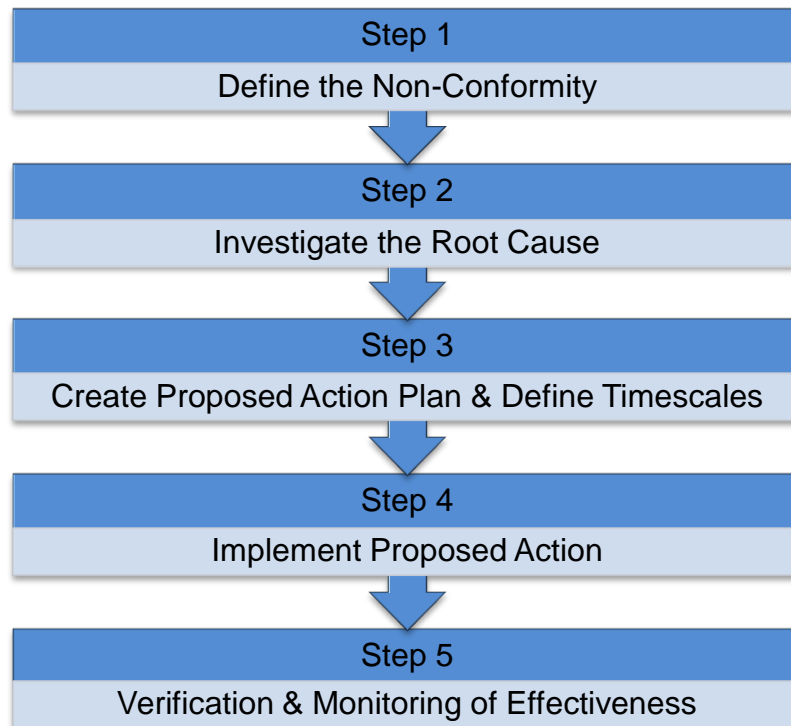 Step 1
Define the Non-Conformity
Step 2
Investigate the Root Cause
Step 3
Create Proposed Action Plan & Define Timescales
Step 4
Implement Proposed Action
Step 5
Verification & Monitoring of Effectiveness